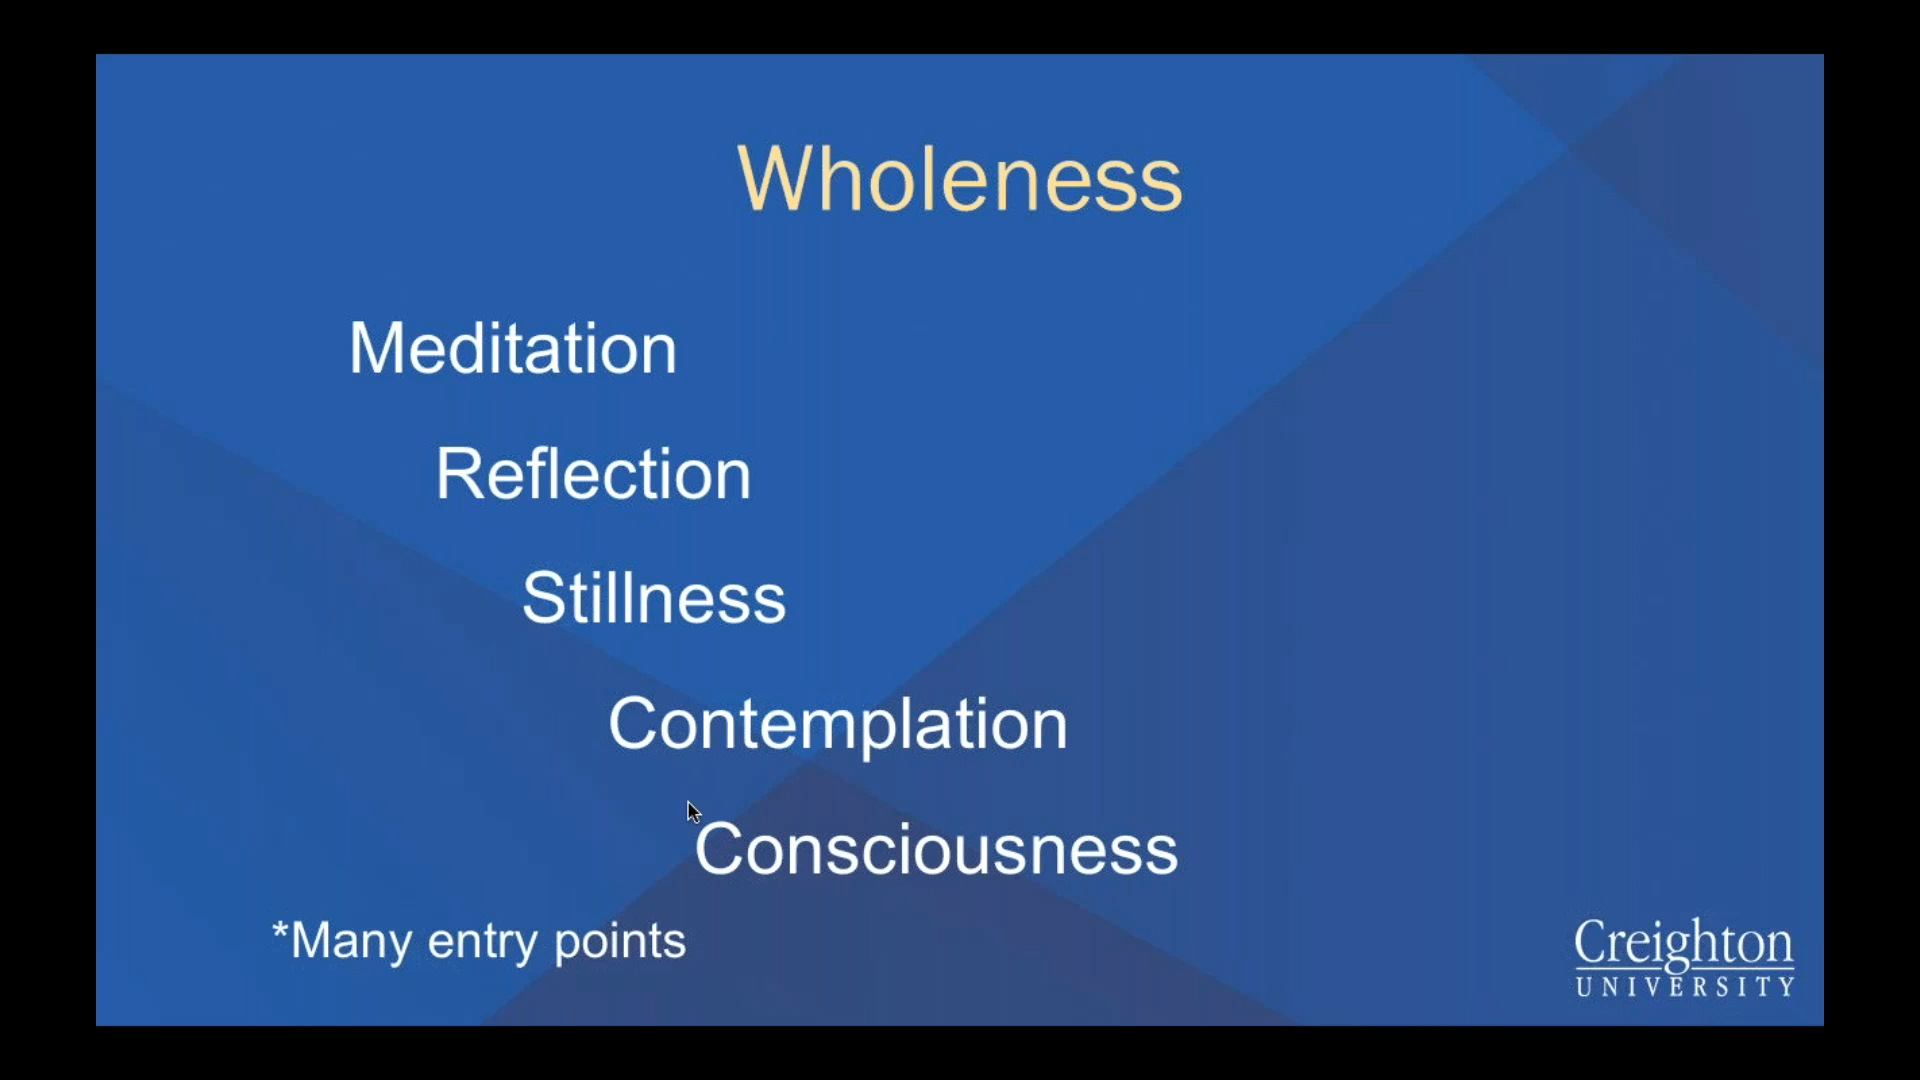 Wholeness
Meditation
Reflection
Stillness
Contemplation
Consciousness
*Many entry points
Creighton
UNIVERSITY